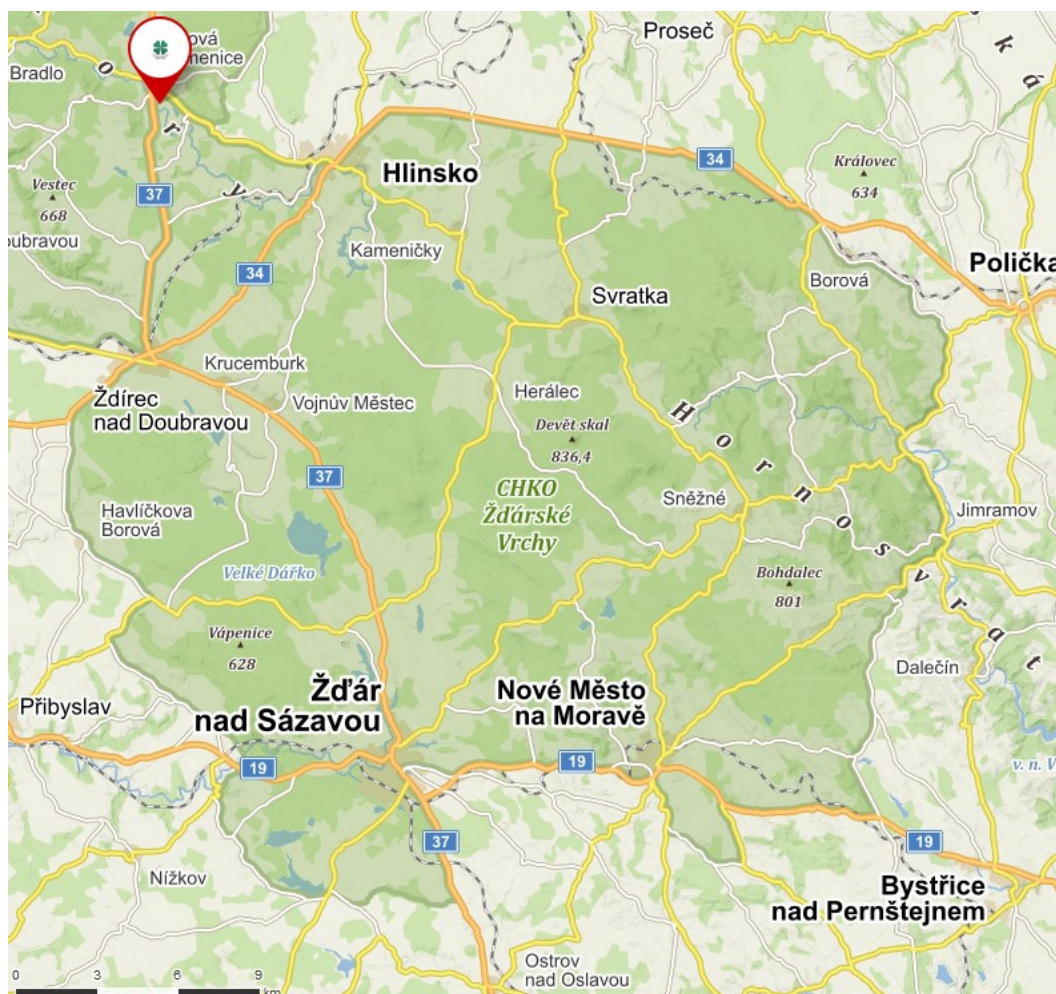 Proseč
Bradlo
ová
menice
k
á
o
r
y
Hlinsko
34
Královec
634
Vestec
668
37
oubravou
Kameničky
34
Borová
Polička
Svratka
Krucemburk
Ždírec
nad Doubravou
Vojnův Městec
Herálec
Devět skal
836,4
H
o
r
n
o
s
v
r
a
t
37
CHKO
Žďárské
Vrchy
Sněžné
Havlíčkova
Borová
Jimramov
Velké Dářko
Bohdalec
801
Vápenice
628
Dalečín
Přibyslav
Žďár
nad Sázavou
Nové Město
na Moravě
19
19
v. n. V
37
19
Nížkov
Bystřice
nad Pernštejnem
Ostrov
nad Oslavou
0 3 6 9
km